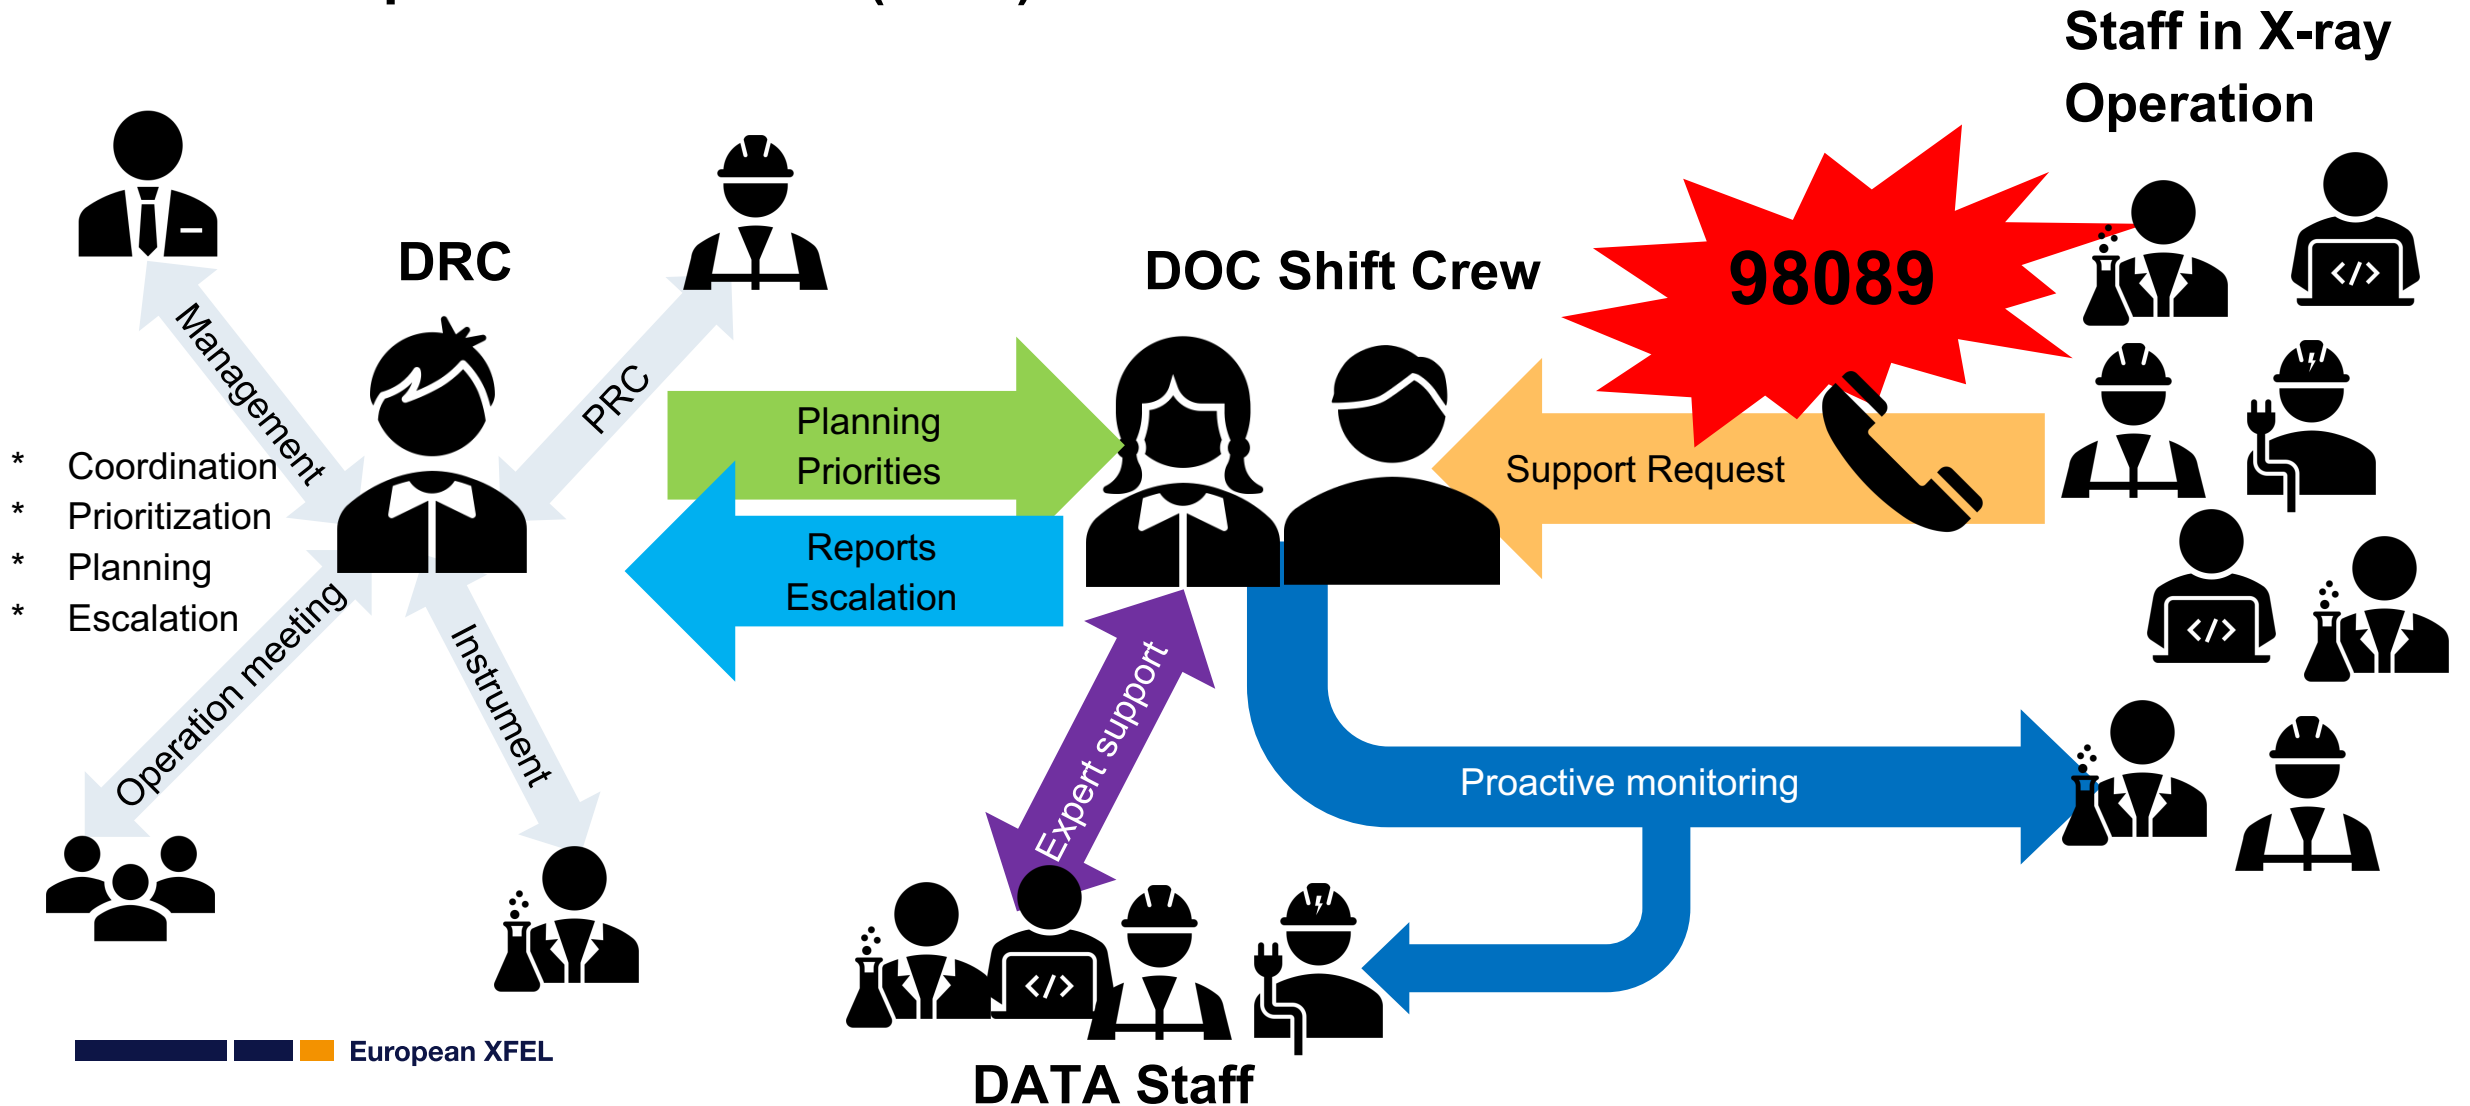 Staff in X-ray
Operation
DRC
DOC Shift Crew
98089
Management
PRC
Planning
Priorities
Support Request
* Coordination
* Prioritization
* Planning
* Escalation
Reports
Escalation
Operation meeting
Instrument
Expert support
Proactive monitoring
</>
</>
</>
European XFEL
DATA Staff